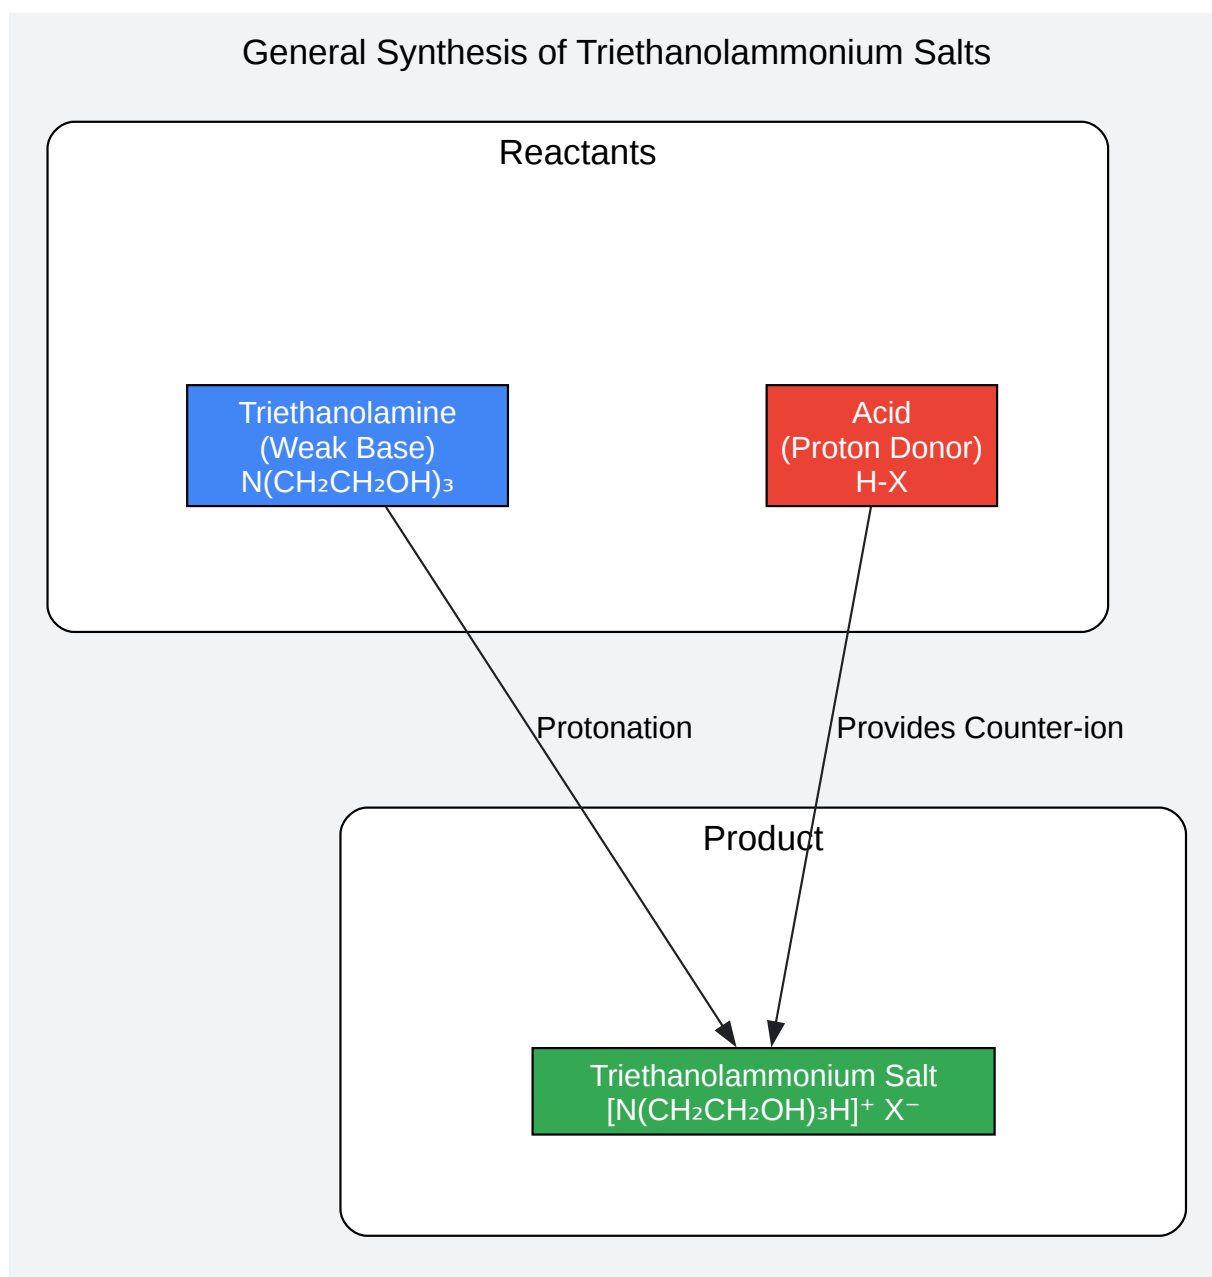 General Synthesis of Triethanolammonium Salts
Reactants
Triethanolamine
(Weak Base)
N(CH₂CH₂OH)₃
Acid
(Proton Donor)
H-X
Protonation
Provides Counter-ion
Product
Triethanolammonium Salt
[N(CH₂CH₂OH)₃H]⁺ X⁻